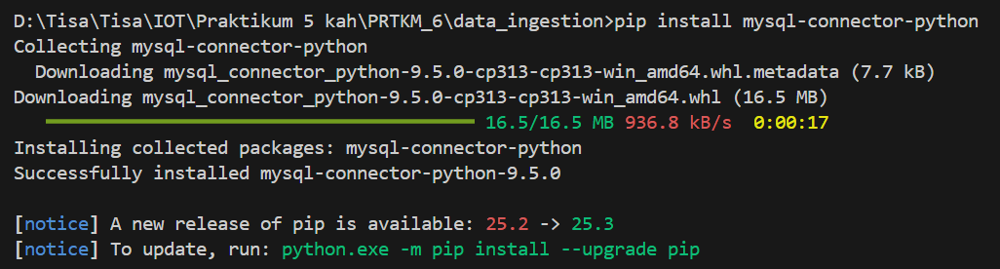 D:\Tisa\Tisa\IOT\Praktikum 5 kah\PRTKM_6\data_ingestion>pip install mysql-connector-python
Collecting mysql-connector-python
  Downloading mysql_connector_python-9.5.0-cp313-cp313-win_amd64.whl.metadata (7.7 kB)
Downloading mysql_connector_python-9.5.0-cp313-cp313-win_amd64.whl (16.5 MB)
16.5/16.5 MB 936.8 kB/s  0:00:17
Installing collected packages: mysql-connector-python
Successfully installed mysql-connector-python-9.5.0
[notice] A new release of pip is available: 25.2 -> 25.3
[notice] To update, run: python.exe -m pip install --upgrade pip